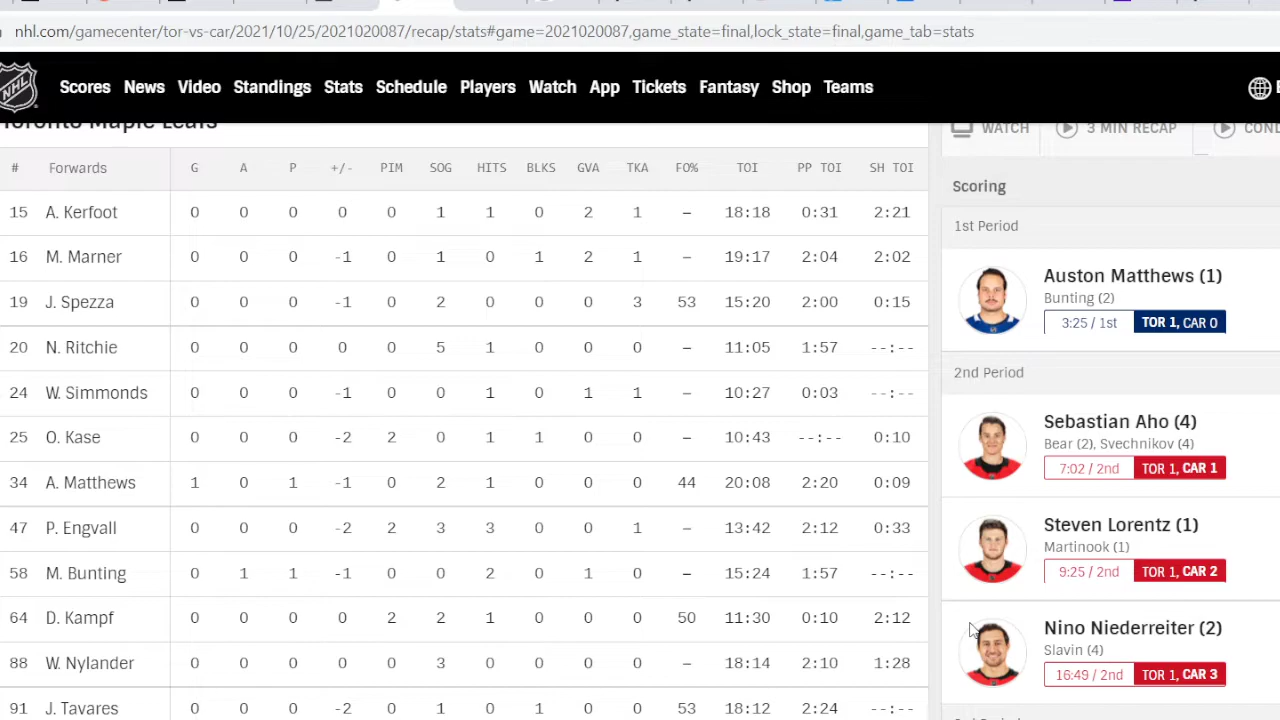 nhl.com/gamecenter/tor-vs-car/2021/10/25/2021020087/recap/stats#game=2021020087,game_state=final,lock_state=final,game_tab=stats
NHL
Scores News Video Standings Stats Schedule Players Watch App Tickets Fantasy Shop Teams
Toronto Maple Leafs
# Forwards G A P +/- PIM SOG HITS BLKS GVA TKA FO% TOI PP TOI SH TOI
15 A. Kerfoot 0 0 0 0 0 1 1 0 2 1 – 18:18 0:31 2:21
16 M. Marner 0 0 0 -1 0 1 0 1 2 1 – 19:17 2:04 2:02
19 J. Spezza 0 0 0 -1 0 2 0 0 0 3 53 15:20 2:00 0:15
20 N. Ritchie 0 0 0 0 0 5 1 0 0 0 – 11:05 1:57 --:--
24 W. Simmonds 0 0 0 -1 0 0 1 0 1 1 – 10:27 0:03 --:--
25 O. Kase 0 0 0 -2 2 0 1 1 0 0 – 10:43 --:-- 0:10
34 A. Matthews 1 0 1 -1 0 2 1 0 0 0 44 20:08 2:20 0:09
47 P. Engvall 0 0 0 -2 2 3 3 0 0 1 – 13:42 2:12 0:33
58 M. Bunting 0 1 1 -1 0 0 2 0 1 0 – 15:24 1:57 --:--
64 D. Kampf 0 0 0 0 2 2 1 0 0 0 50 11:30 0:10 2:12
88 W. Nylander 0 0 0 0 0 3 0 0 0 0 – 18:14 2:10 1:28
91 J. Tavares 0 0 0 -2 0 1 0 1 0 0 53 18:12 2:24 --:--
WATCH 3 MIN RECAP
Scoring
1st Period
Auston Matthews (1)
Bunting (2)
3:25 / 1st TOR 1, CAR 0
2nd Period
Sebastian Aho (4)
Bear (2), Svechnikov (4)
7:02 / 2nd TOR 1, CAR 1
Steven Lorentz (1)
Martinook (1)
9:25 / 2nd TOR 1, CAR 2
Nino Niederreiter (2)
Slavin (4)
16:49 / 2nd TOR 1, CAR 3